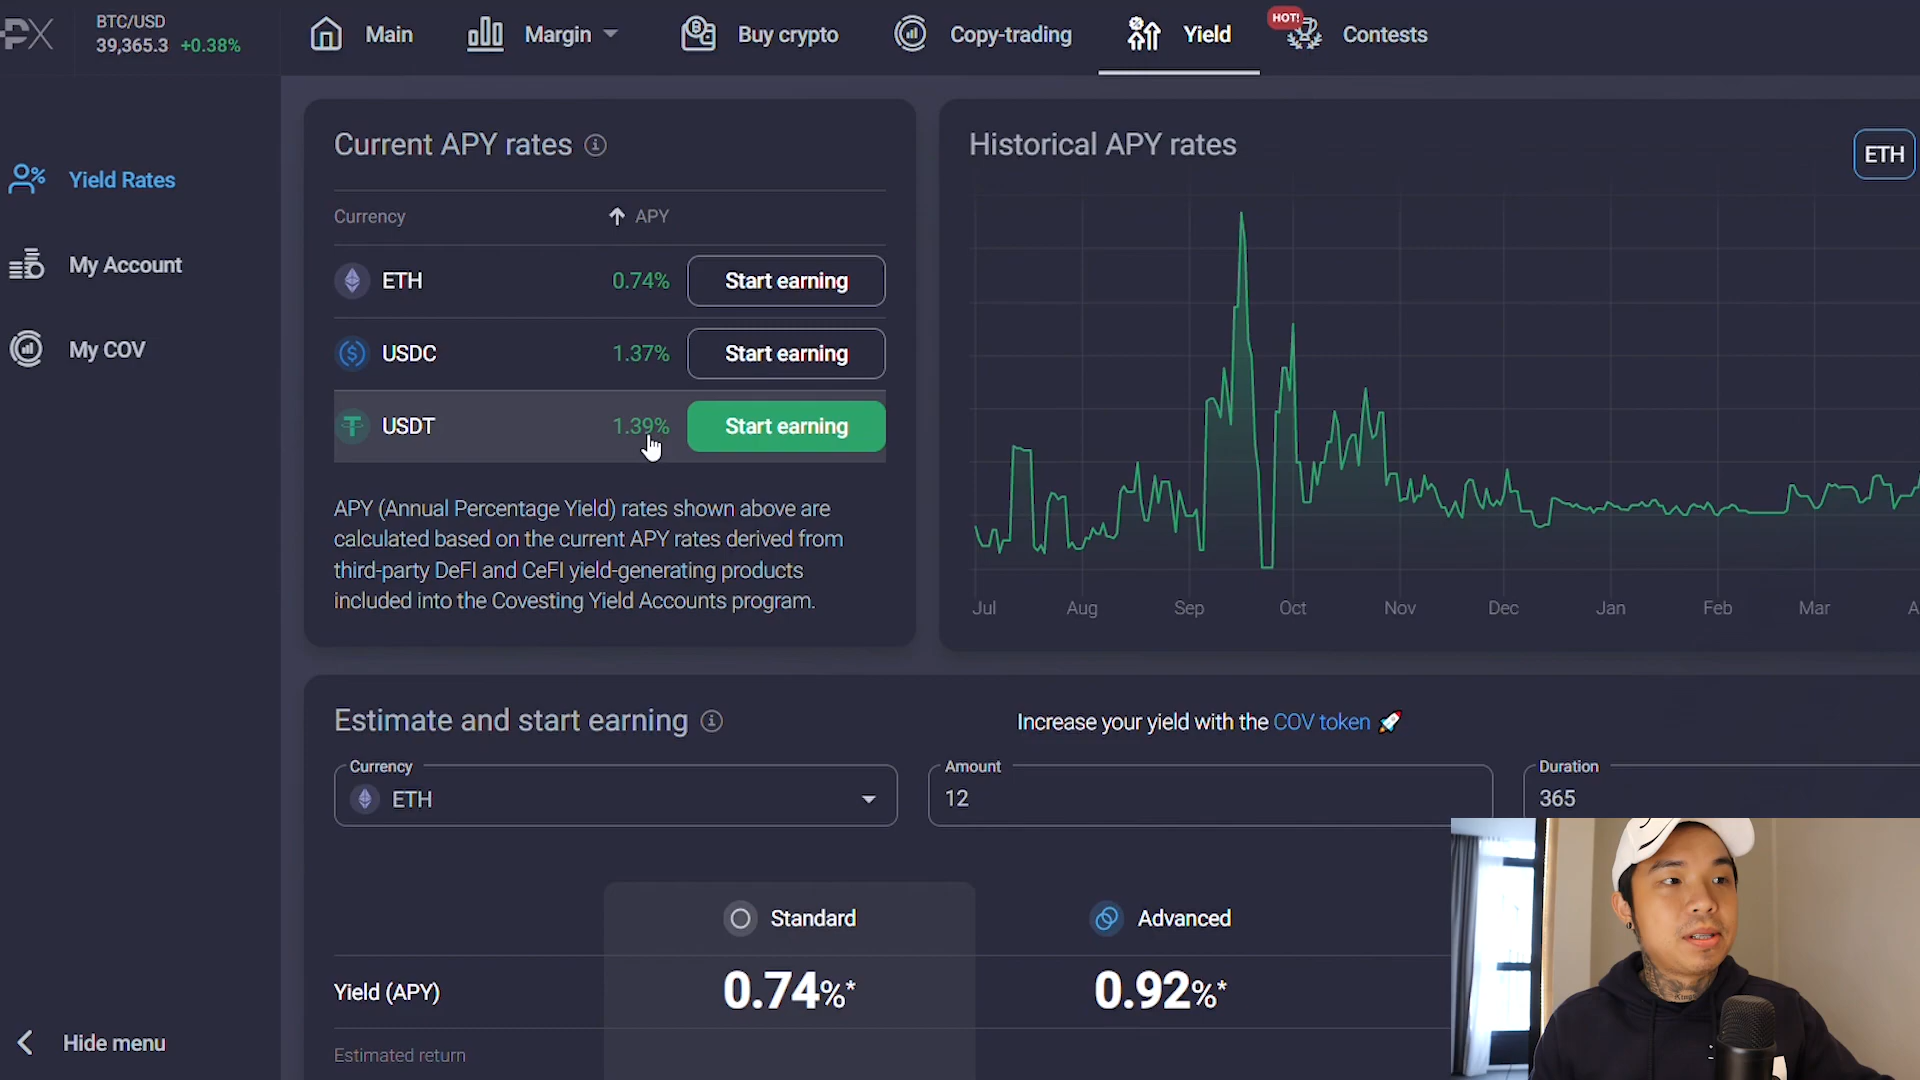 PX
BTC/USD
39,365.3 +0.38%
Main
Margin
Buy crypto
Copy-trading
Yield
HOT!
Contests
Yield Rates
My Account
My COV
Hide menu
Current APY rates
Currency
APY
ETH 0.74% Start earning
USDC 1.37% Start earning
USDT 1.39% Start earning
APY (Annual Percentage Yield) rates shown above are
calculated based on the current APY rates derived from
third-party DeFI and CeFI yield-generating products
included into the Covesting Yield Accounts program.
Historical APY rates
ETH
Jul Aug Sep Oct Nov Dec Jan Feb Mar A
Estimate and start earning
Increase your yield with the COV token 🚀
Currency
ETH
Amount
12
Duration
365
Standard
Advanced
Yield (APY)
0.74%*
0.92%*
Estimated return